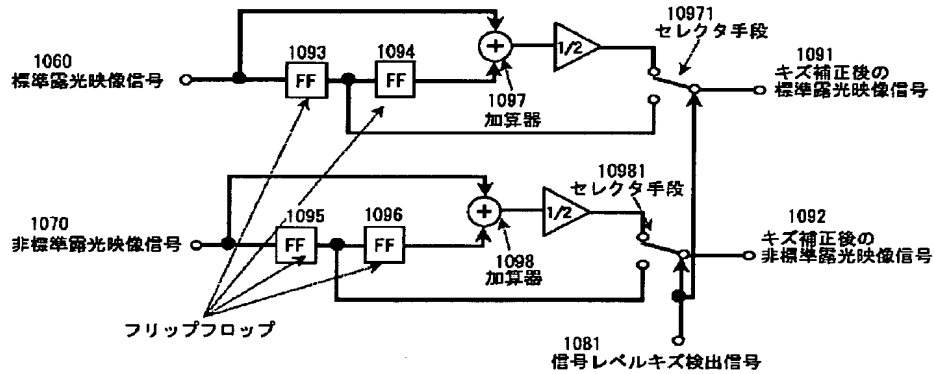 10971
セレクタ手段
1060
標準露光映像信号
1093
FF
1094
FF
+
1/2
1097
加算器
1091
キズ補正後の
標準露光映像信号
10981
セレクタ手段
1070
非標準露光映像信号
1095
FF
1096
FF
+
1/2
1098
加算器
1092
キズ補正後の
非標準露光映像信号
フリップフロップ
1081
信号レベルキズ検出信号